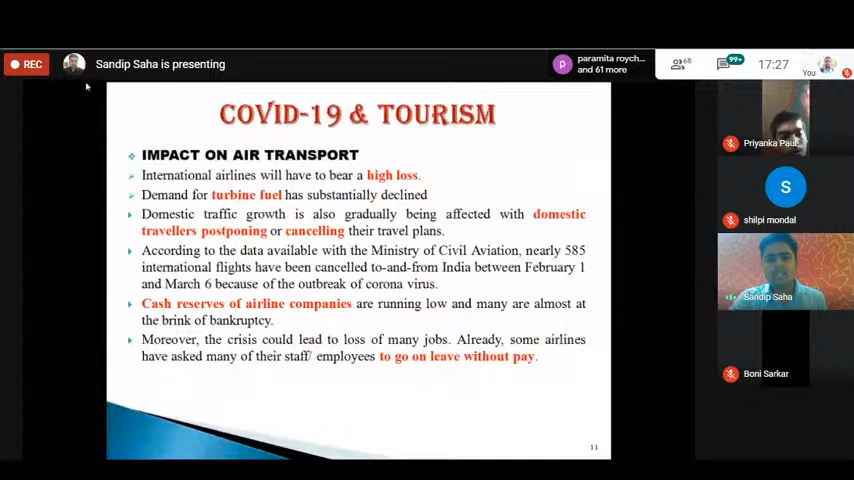 REC
Sandip Saha is presenting
paramita roych...
and 61 more
68
99+
17:27
You
COVID-19 & TOURISM
IMPACT ON AIR TRANSPORT
International airlines will have to bear a high loss.
Demand for turbine fuel has substantially declined
Domestic traffic growth is also gradually being affected with domestic
travellers postponing or cancelling their travel plans.
According to the data available with the Ministry of Civil Aviation, nearly 585
international flights have been cancelled to-and-from India between February 1
and March 6 because of the outbreak of corona virus.
Cash reserves of airline companies are running low and many are almost at
the brink of bankruptcy.
Moreover, the crisis could lead to loss of many jobs. Already, some airlines
have asked many of their staff/ employees to go on leave without pay.
11
Priyanka Paul
S
shilpi mondal
Sandip Saha
Boni Sarkar